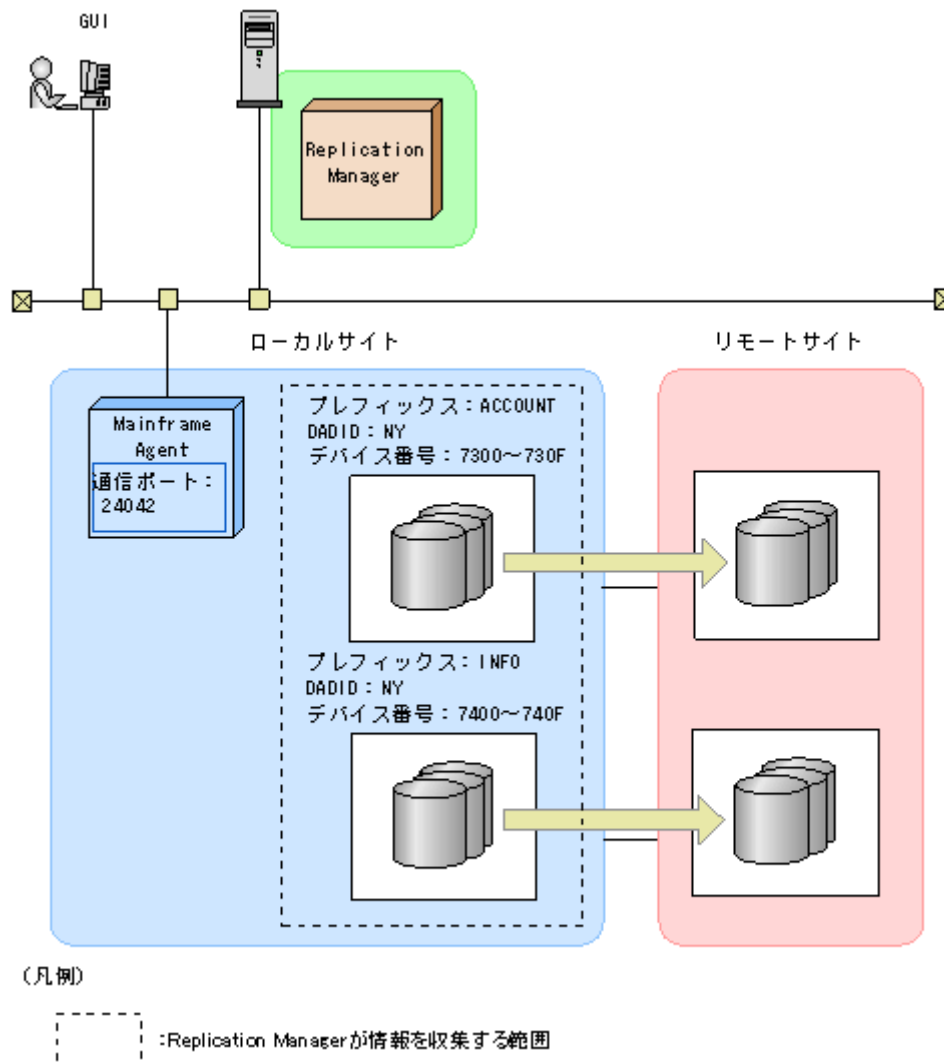 GUI
Replication
Manager
ローカルサイト
リモートサイト
Mainframe
Agent
通信ポート：
24042
プレフィックス：ACCOUNT
DADID：NY
デバイス番号：7300～730F
プレフィックス：INFO
DADID：NY
デバイス番号：7400～740F
(凡例)
：Replication Managerが情報を収集する範囲